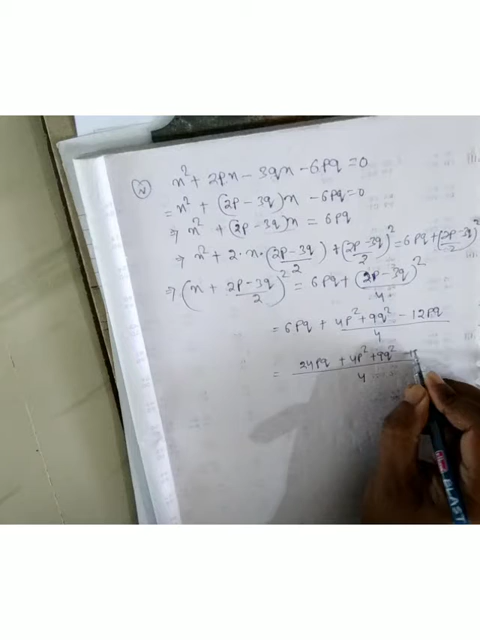 (v) x² + 2px - 3qx - 6pq = 0
= x² + (2p - 3q)x - 6pq = 0
⇒ x² + (2p - 3q)x = 6pq
⇒ x² + 2·x·(2p - 3q)/2 + (2p - 3q/2)² = 6pq + (2p - 3q/2)²
⇒ (x + 2p - 3q/2)² = 6pq + (2p - 3q)²/4
= 6pq + 4p² + 9q² - 12pq/4
= 24pq + 4p² + 9q² - 1/4
BLAST